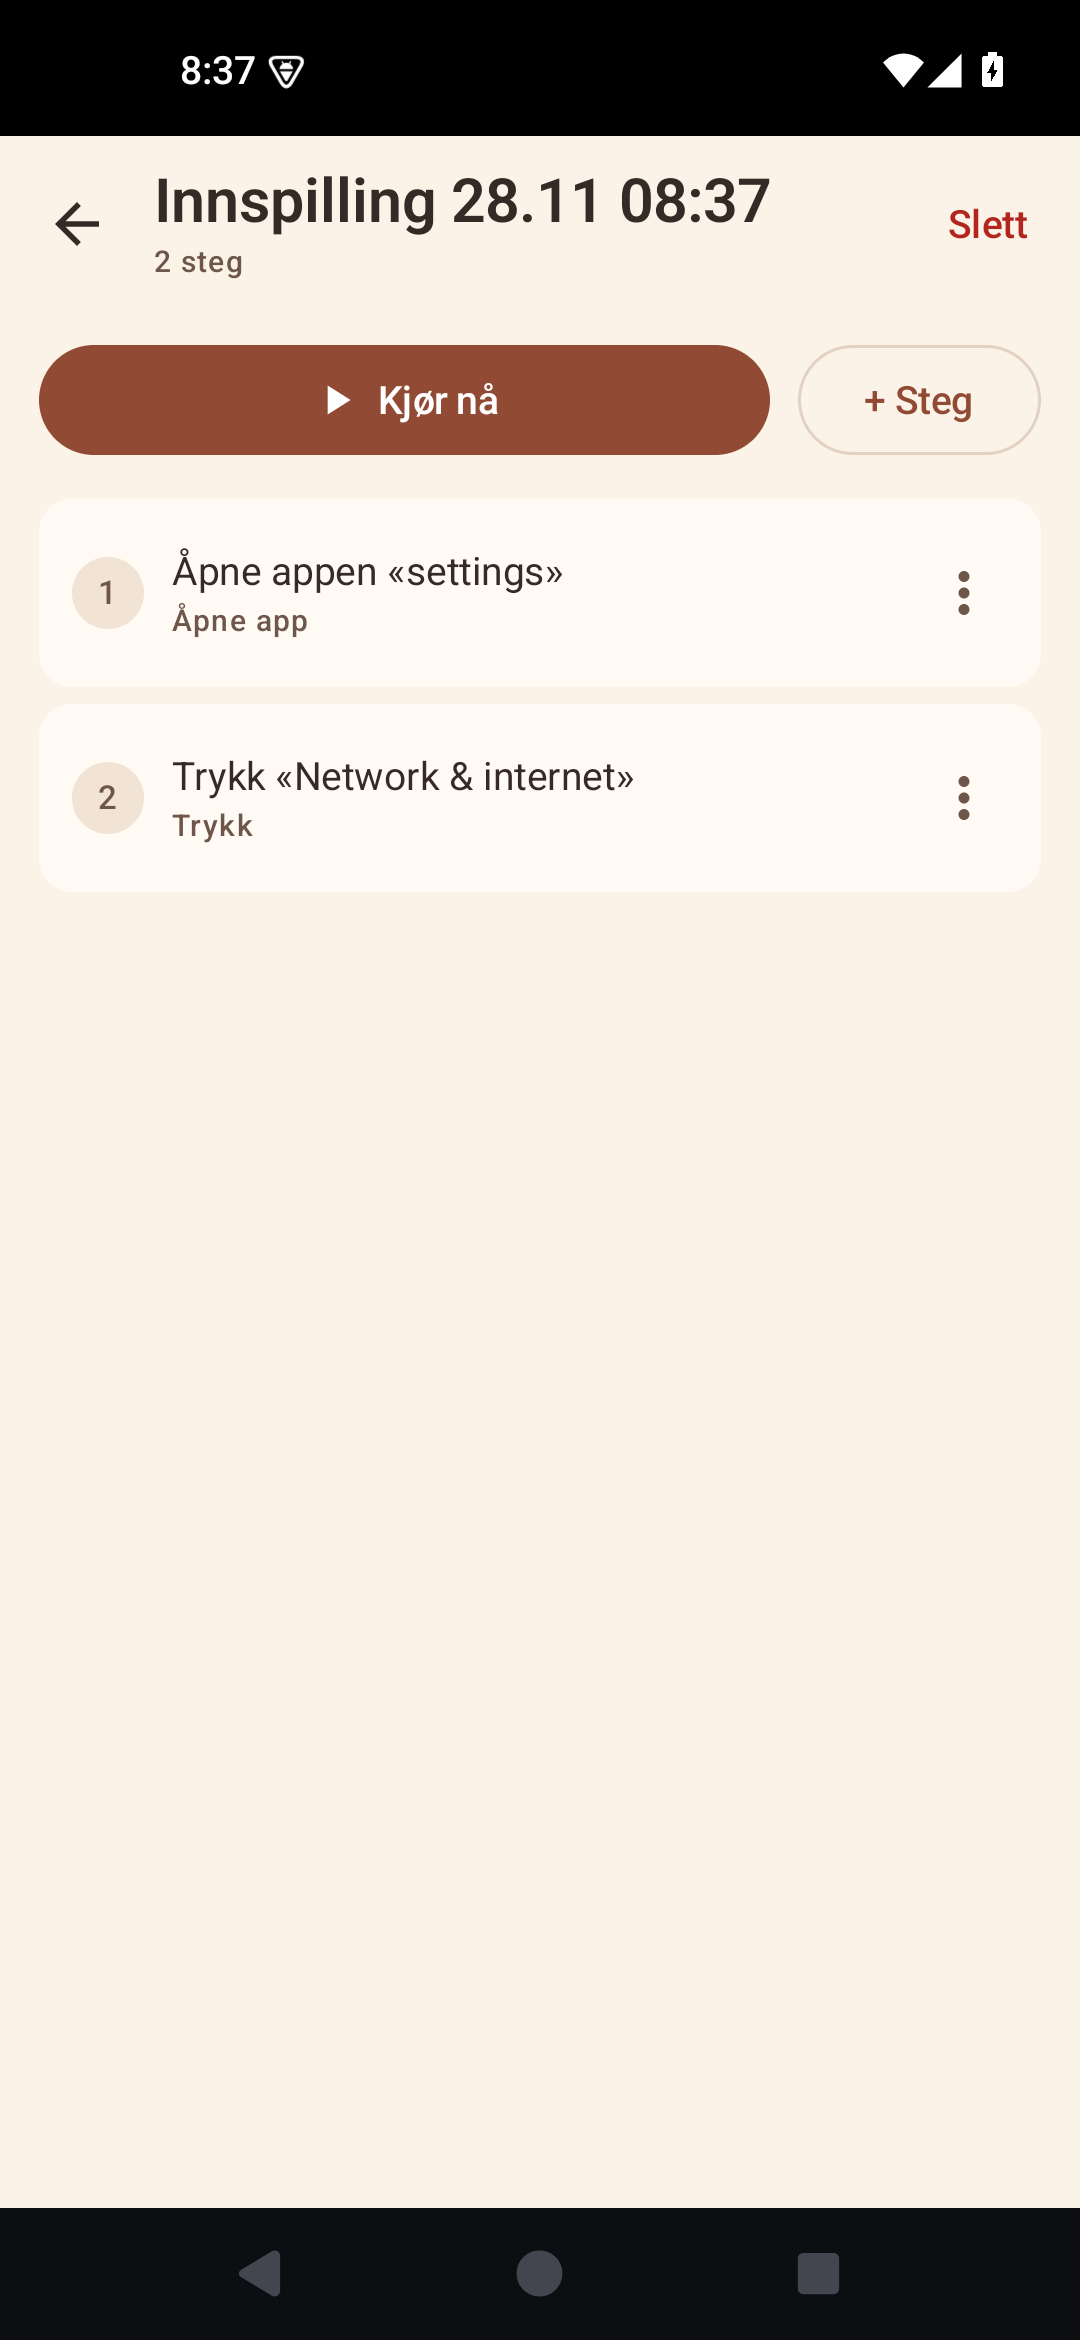 8:37
Innspilling 28.11 08:37
2 steg
Slett
Kjør nå
+ Steg
1
Åpne appen «settings»
Åpne app
2
Trykk «Network & internet»
Trykk